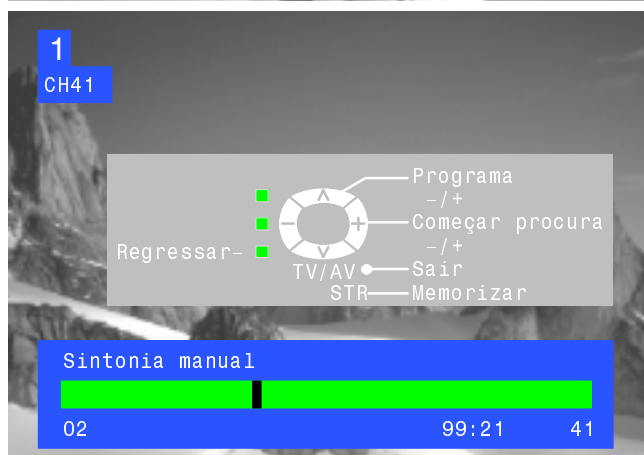 1
CH41
Programa
-/+
Começar procura
-/+
Regressar-
TV/AV Sair
STR Memorizar
Sintonia manual
02 99:21 41